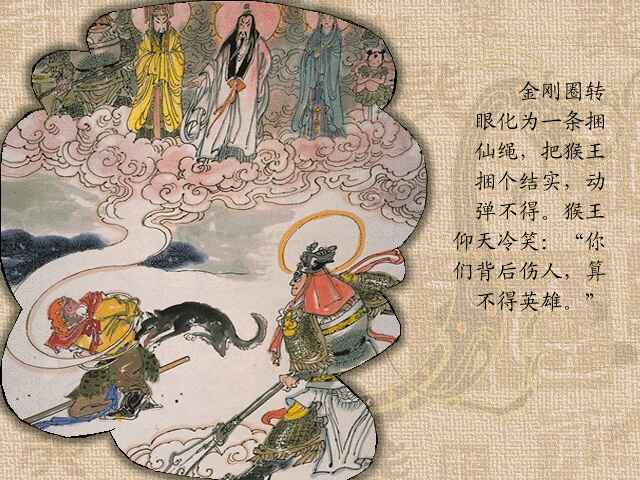 金刚圈转
眼化为一条捆
仙绳，把猴王
捆个结实，动
弹不得。猴王
仰天冷笑：“你
们背后伤人，算
不得英雄。”